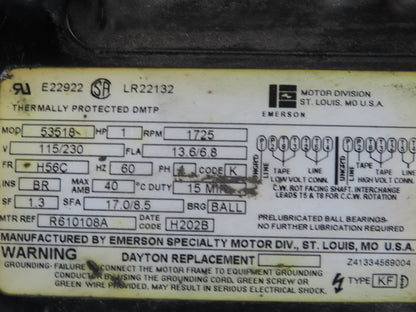 E22922 SA LR22132
THERMALLY PROTECTED DMTP
EMERSON
MOTOR DIVISION
ST. LOUIS, MO U.S.A.
MOD 53518 HP 1 RPM 1725
V 115/230 FLA 13.6/6.8
FR H56C HZ 60 PH 1 CODE K
INS BR MAX AMB 40 °C DUTY 15 MIN
SF 1.3 SFA 17.0/8.5 BRG BALL
MTR REF R610108A DATE CODE H202B
LOW VOLT CONN. HIGH VOLT CONN.
C.W. ROT FACING SHAFT. INTERCHANGE
LEADS T5 & T8 FOR C.C.W. ROTATION
PRELUBRICATED BALL BEARINGS-
NO FURTHER LUBRICATION REQUIRED
MANUFACTURED BY EMERSON SPECIALTY MOTOR DIV., ST. LOUIS, MO U.S.A.
WARNING DAYTON REPLACEMENT Z41334569004
GROUNDING- FAILURE TO CONNECT THE MOTOR FRAME TO EQUIPMENT GROUNDING
CONDUCTOR USING GROUNDING CORD, GREEN SCREW OR
GREEN WIRE PROVIDED, MAY RESULT IN SERIOUS ELECTRICAL SHOCK.
TYPE KF